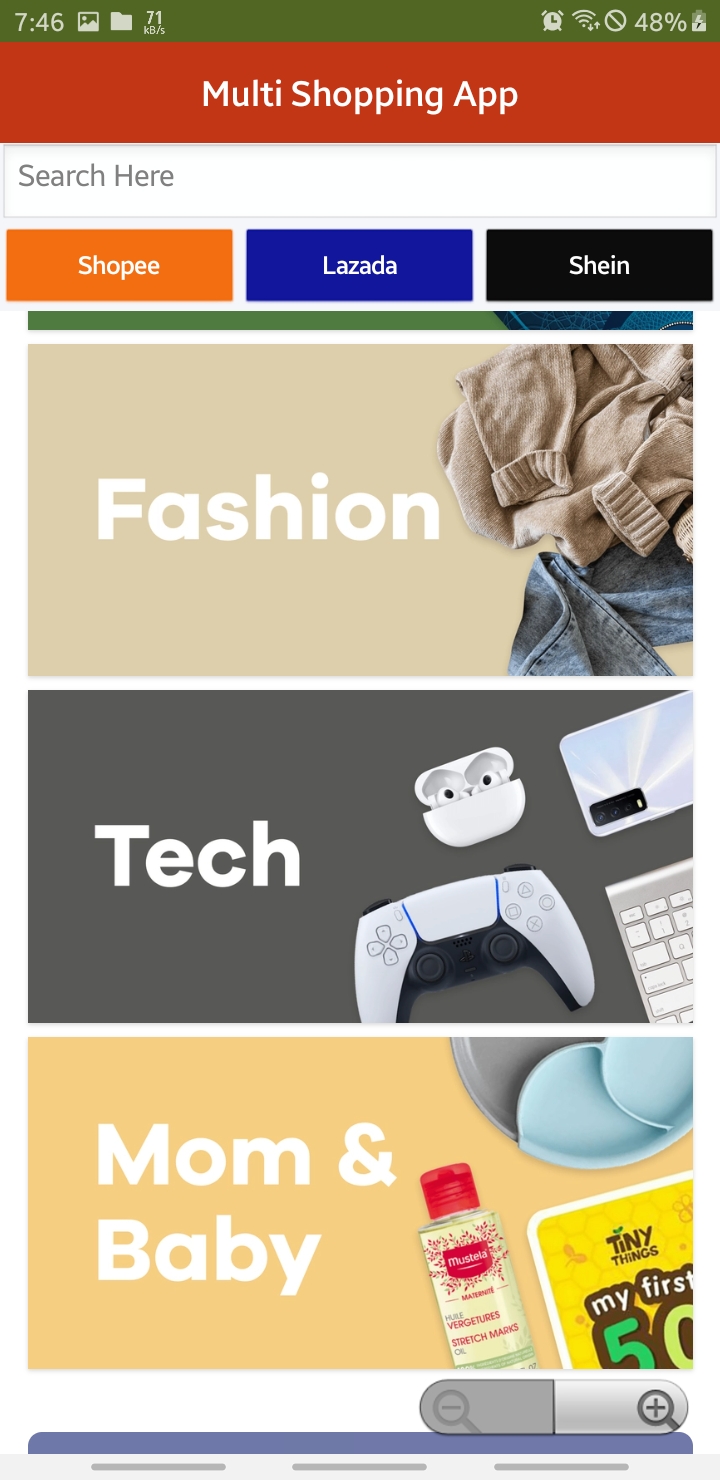 7:46
71
kB/s
48%
Multi Shopping App
Search Here
Shopee
Lazada
Shein
Fashion
Tech
Mom &
Baby
Mustela
MATERNITÉ
HUILE
VERGETURES
STRETCH MARKS
OIL
TiNY
THiNGS
my first
50